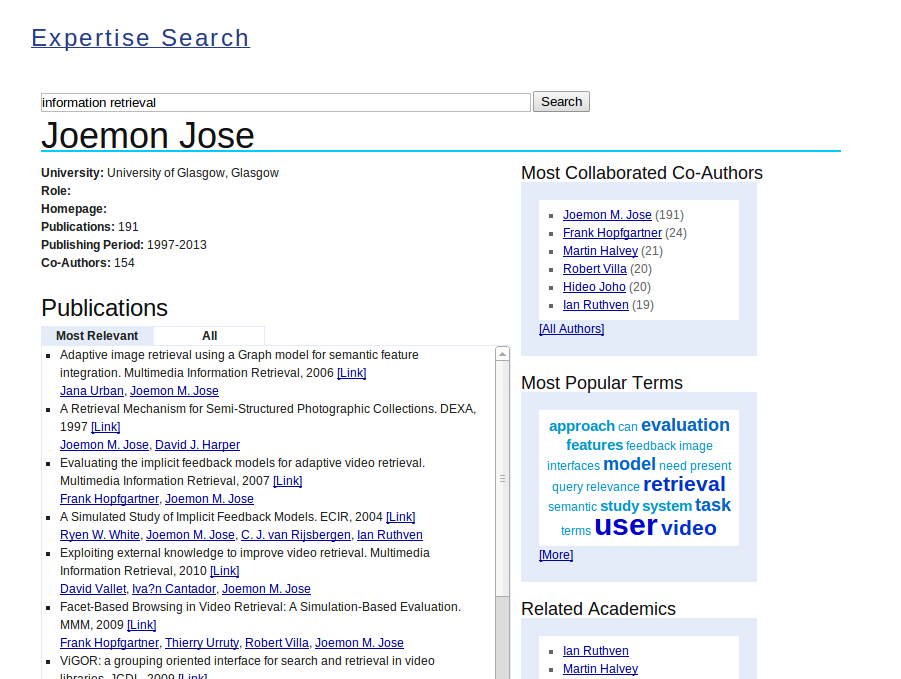 Expertise Search
information retrieval
Search
Joemon Jose
University: University of Glasgow, Glasgow
Role:
Homepage:
Publications: 191
Publishing Period: 1997-2013
Co-Authors: 154
Publications
Most Relevant
All
Adaptive image retrieval using a Graph model for semantic feature
integration. Multimedia Information Retrieval, 2006 [Link]
Jana Urban, Joemon M. Jose
A Retrieval Mechanism for Semi-Structured Photographic Collections. DEXA,
1997 [Link]
Joemon M. Jose, David J. Harper
Evaluating the implicit feedback models for adaptive video retrieval.
Multimedia Information Retrieval, 2007 [Link]
Frank Hopfgartner, Joemon M. Jose
A Simulated Study of Implicit Feedback Models. ECIR, 2004 [Link]
Ryen W. White, Joemon M. Jose, C. J. van Rijsbergen, Ian Ruthven
Exploiting external knowledge to improve video retrieval. Multimedia
Information Retrieval, 2010 [Link]
David Vallet, Iva?n Cantador, Joemon M. Jose
Facet-Based Browsing in Video Retrieval: A Simulation-Based Evaluation.
MMM, 2009 [Link]
Frank Hopfgartner, Thierry Urruty, Robert Villa, Joemon M. Jose
ViGOR: a grouping oriented interface for search and retrieval in video
libraries. JCDL, 2009 [Link]
Most Collaborated Co-Authors
Joemon M. Jose (191)
Frank Hopfgartner (24)
Martin Halvey (21)
Robert Villa (20)
Hideo Joho (20)
Ian Ruthven (19)
[All Authors]
Most Popular Terms
approach can evaluation
features feedback image
interfaces model need present
query relevance retrieval
semantic study system task
terms user video
[More]
Related Academics
Ian Ruthven
Martin Halvey